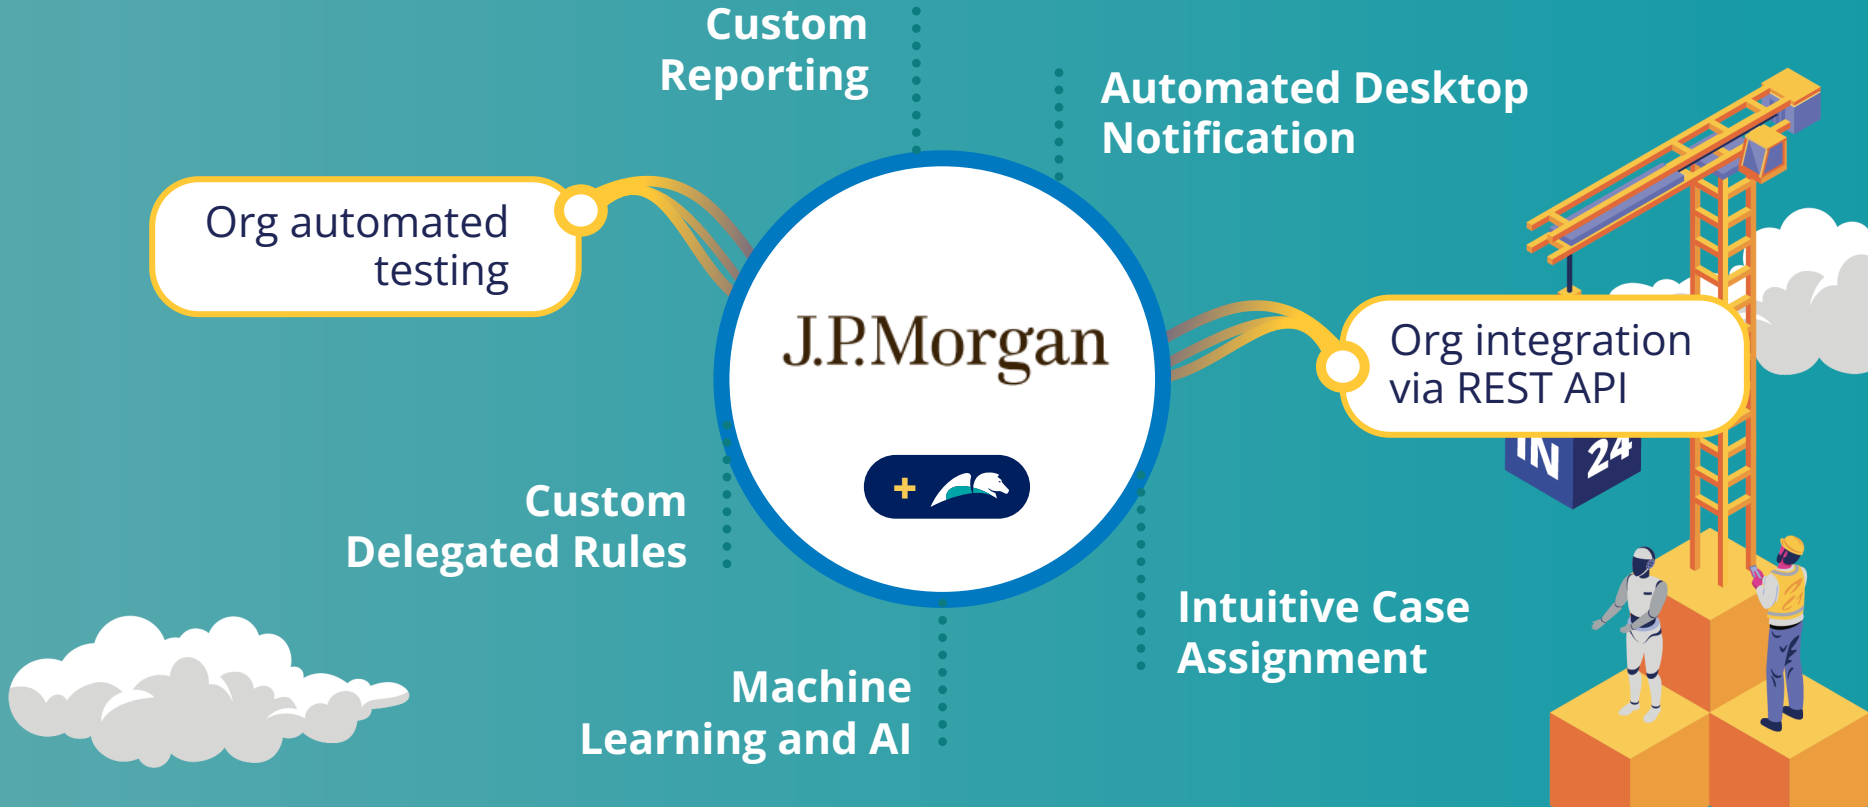 Custom
Reporting
Automated Desktop
Notification
Org automated
testing
J.P.Morgan
Org integration
via REST API
+
IN 24
Custom
Delegated Rules
Intuitive Case
Assignment
Machine
Learning and AI